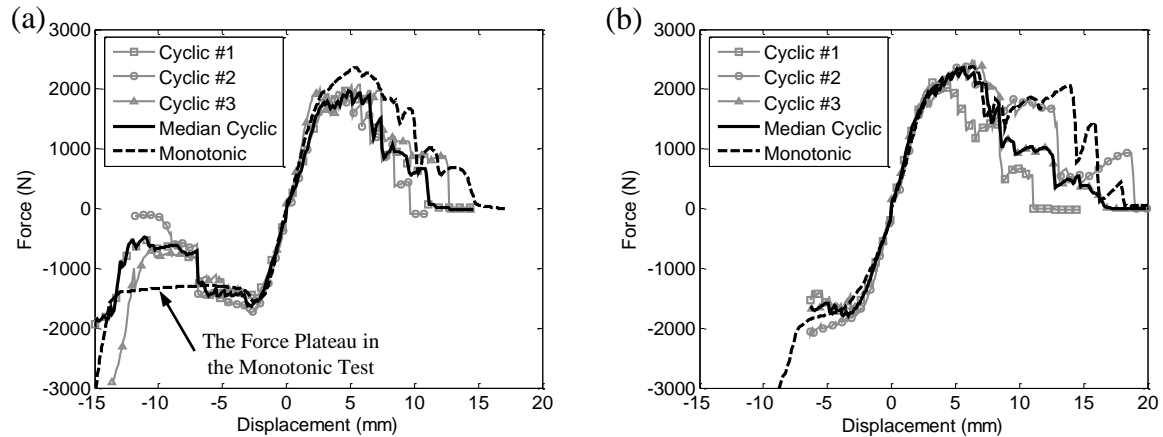 (a)
3000
2000
1000
0
-1000
-2000
-3000
Force (N)
Cyclic #1
Cyclic #2
Cyclic #3
Median Cyclic
Monotonic
The Force Plateau in
the Monotonic Test
-15
-10
-5
0
5
10
15
20
Displacement (mm)
(b)
3000
2000
1000
0
-1000
-2000
-3000
Force (N)
Cyclic #1
Cyclic #2
Cyclic #3
Median Cyclic
Monotonic
-15
-10
-5
0
5
10
15
20
Displacement (mm)